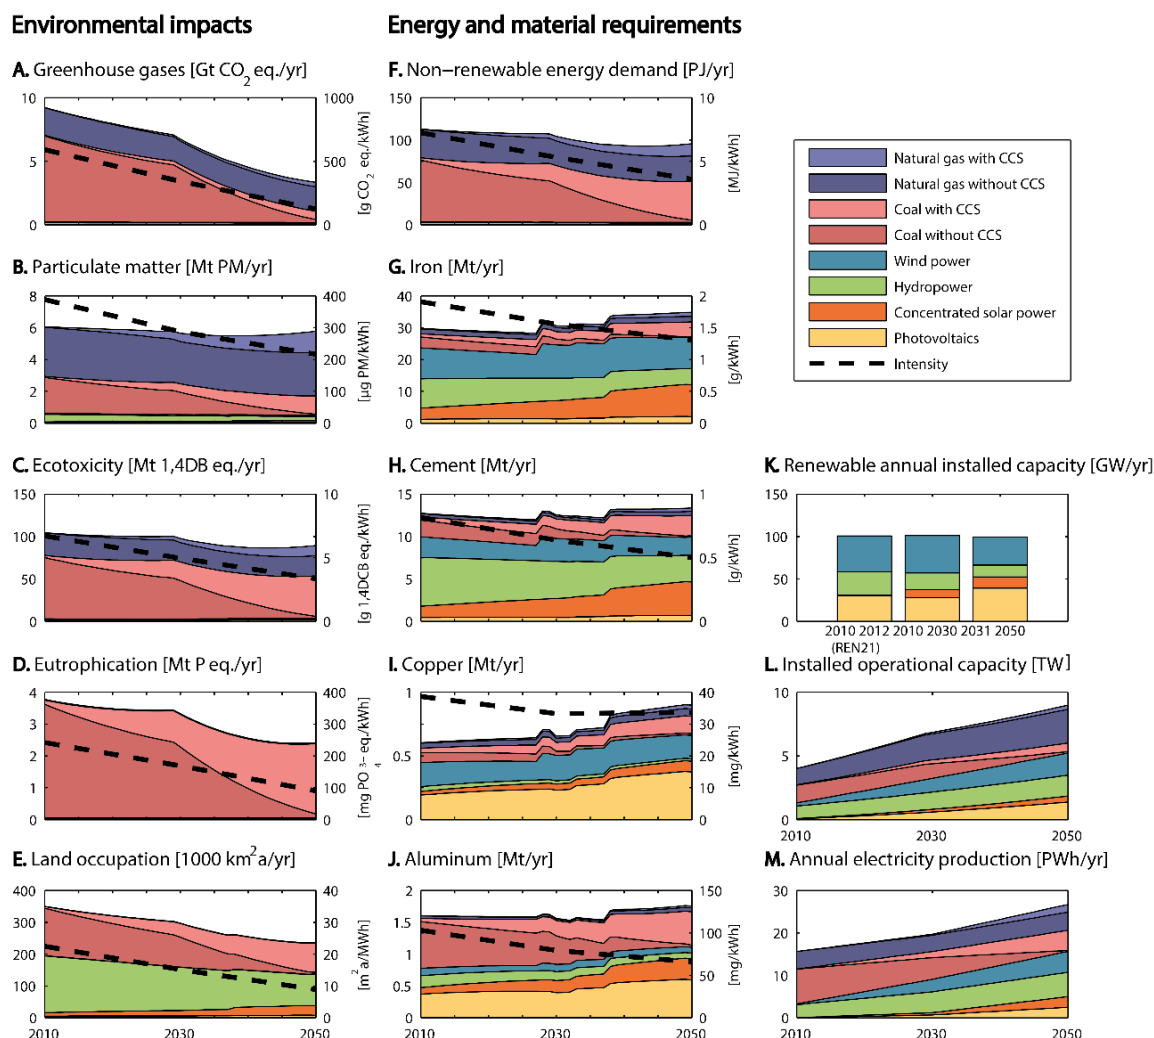 Environmental impacts
Energy and material requirements
A. Greenhouse gases [Gt CO2 eq./yr]
10
5
0
1000
500
0
[g CO2 eq./kWh]
F. Non−renewable energy demand [PJ/yr]
150
100
50
0
10
5
0
[MJ/kWh]
Natural gas with CCS
Natural gas without CCS
Coal with CCS
Coal without CCS
Wind power
Hydropower
Concentrated solar power
Photovoltaics
Intensity
B. Particulate matter [Mt PM/yr]
8
6
4
2
0
400
300
200
100
0
[µg PM/kWh]
G. Iron [Mt/yr]
40
30
20
10
0
2
1.5
1
0.5
0
[g/kWh]
C. Ecotoxicity [Mt 1,4DB eq./yr]
150
100
50
0
10
5
0
[g 1,4DCB eq./kWh]
H. Cement [Mt/yr]
15
10
5
0
1
0.5
0
[g/kWh]
K. Renewable annual installed capacity [GW/yr]
150
100
50
0
2010 2012 2010 2030 2031 2050
(REN21)
D. Eutrophication [Mt P eq./yr]
4
3
2
1
0
400
300
200
100
0
[mg PO 3− 4 eq./kWh]
I. Copper [Mt/yr]
1
0.5
0
40
30
20
10
0
[mg/kWh]
L. Installed operational capacity [TW]
10
5
0
2010 2030 2050
E. Land occupation [1000 km2a/yr]
400
300
200
100
0
40
30
20
10
0
[m2a/MWh]
2010 2030 2050
J. Aluminum [Mt/yr]
2
1.5
1
0.5
0
150
100
50
0
[mg/kWh]
2010 2030 2050
M. Annual electricity production [PWh/yr]
30
20
10
0
2010 2030 2050